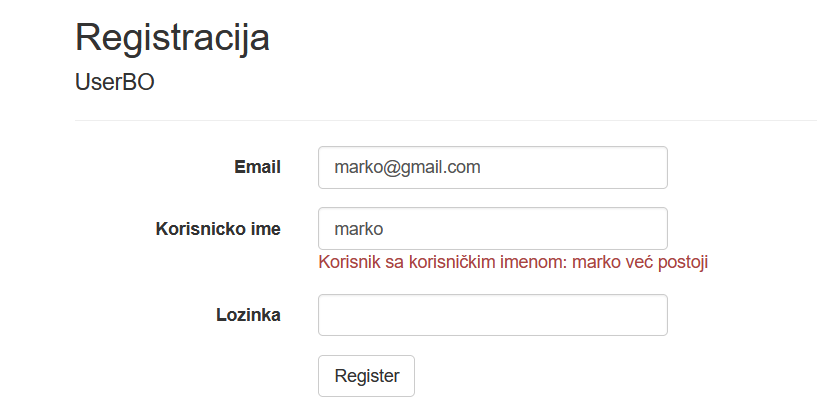 Registracija
UserBO
Email marko@gmail.com
Korisnicko ime marko
Korisnik sa korisničkim imenom: marko već postoji
Lozinka
Register